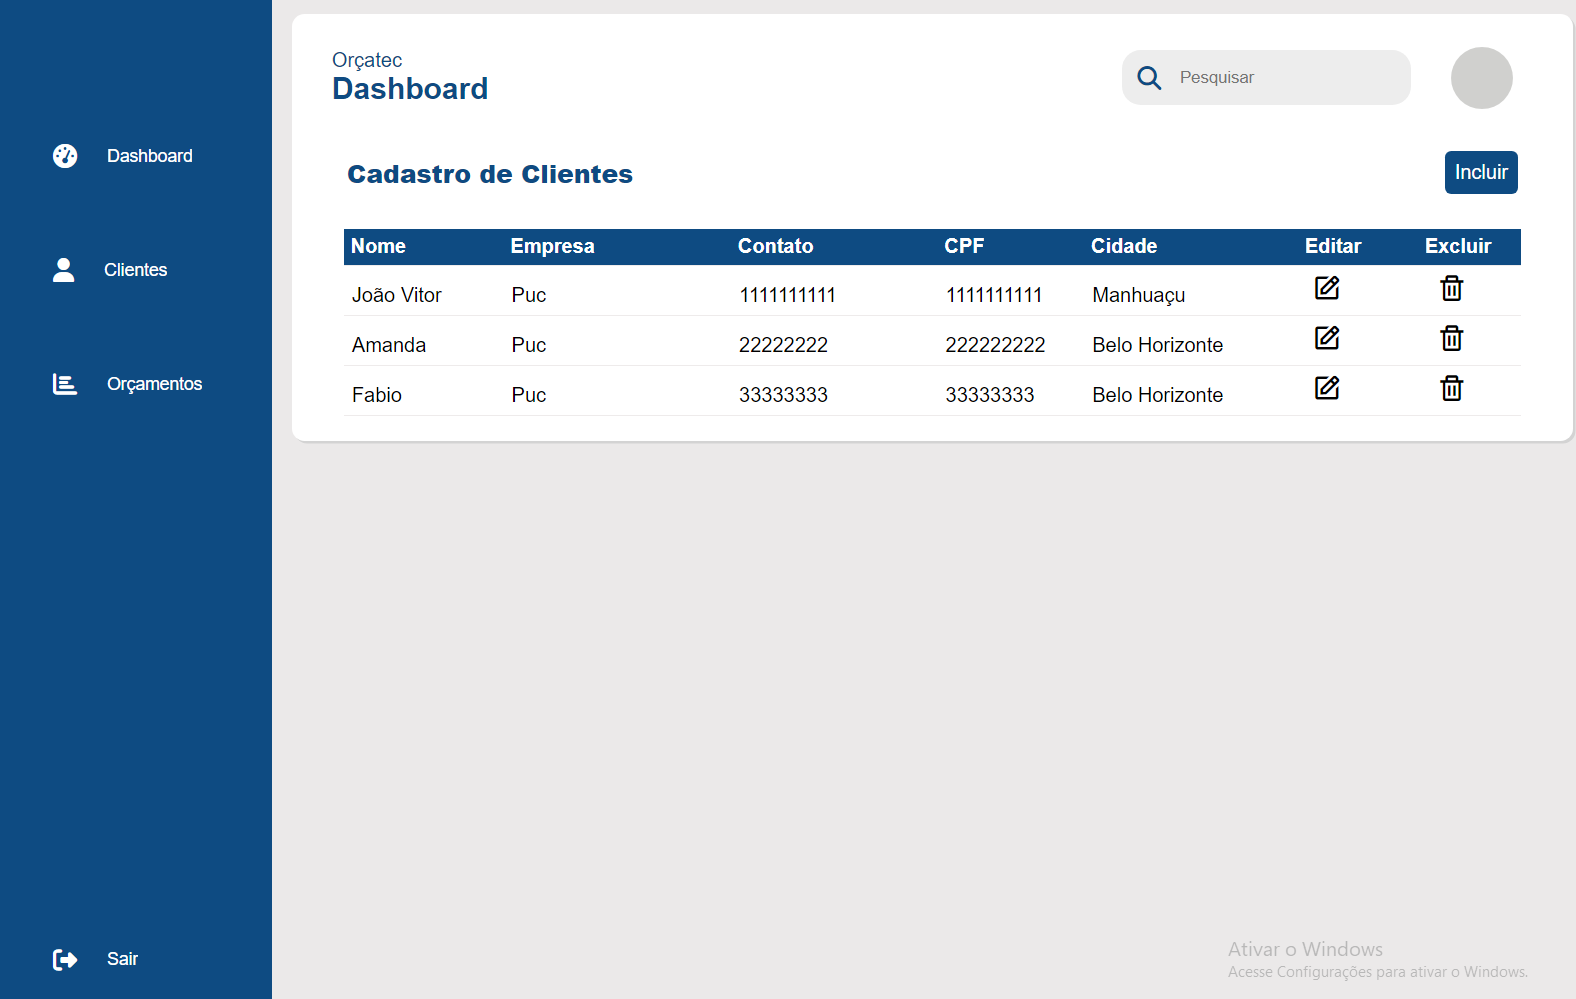 Orçatec
Dashboard
Pesquisar
Dashboard
Clientes
Orçamentos
Sair
Cadastro de Clientes
Incluir
Nome Empresa Contato CPF Cidade Editar Excluir
João Vitor Puc 1111111111 1111111111 Manhuaçu
Amanda Puc 22222222 222222222 Belo Horizonte
Fabio Puc 33333333 33333333 Belo Horizonte
Ativar o Windows
Acesse Configurações para ativar o Windows.